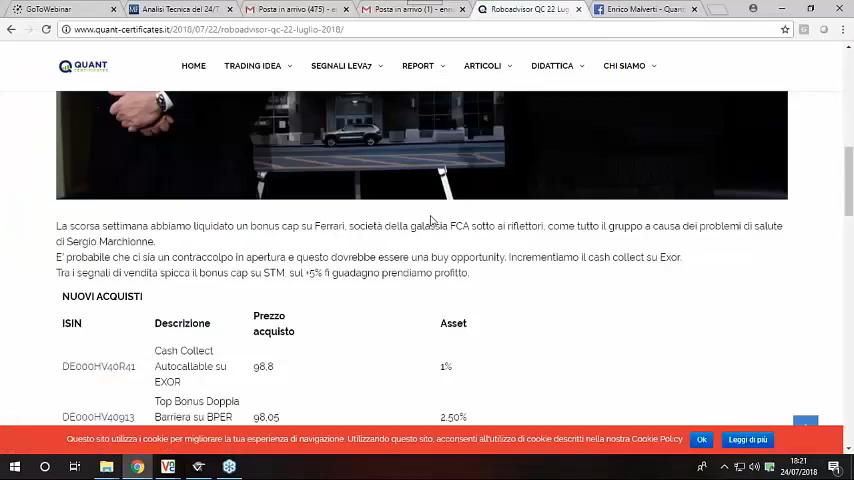 GoToWebinar
Analisi Tecnica del 24/7
Posta in arrivo (475) - e
Posta in arrivo (1) - enri
Roboadvisor QC 22 Lug
Enrico Malverti - Quan
www.quant-certificates.it/2018/07/22/roboadvisor-qc-22-luglio-2018/
QUANT
CERTIFICATES
HOME
TRADING IDEA
SEGNALI LEVA7
REPORT
ARTICOLI
DIDATTICA
CHI SIAMO
La scorsa settimana abbiamo liquidato un bonus cap su Ferrari, società della galassia FCA sotto ai riflettori, come tutto il gruppo a causa dei problemi di salute
di Sergio Marchionne.
E' probabile che ci sia un contraccolpo in apertura e questo dovrebbe essere una buy opportunity. Incrementiamo il cash collect su Exor.
Tra i segnali di vendita spicca il bonus cap su STM, sul +5% fi guadagno prendiamo profitto.
NUOVI ACQUISTI
ISIN
Descrizione
Prezzo
acquisto
Asset
DE000HV40R41
Cash Collect
Autocallable su
EXOR
98,8
1%
DE000HV40913
Top Bonus Doppia
Barriera su BPER
98,05
2,50%
Questo sito utilizza i cookie per migliorare la tua esperienza di navigazione. Utilizzando questo sito, acconsenti all'utilizzo di cookie descritti nella nostra Cookie Policy.
Ok
Leggi di più
18:21
24/07/2018